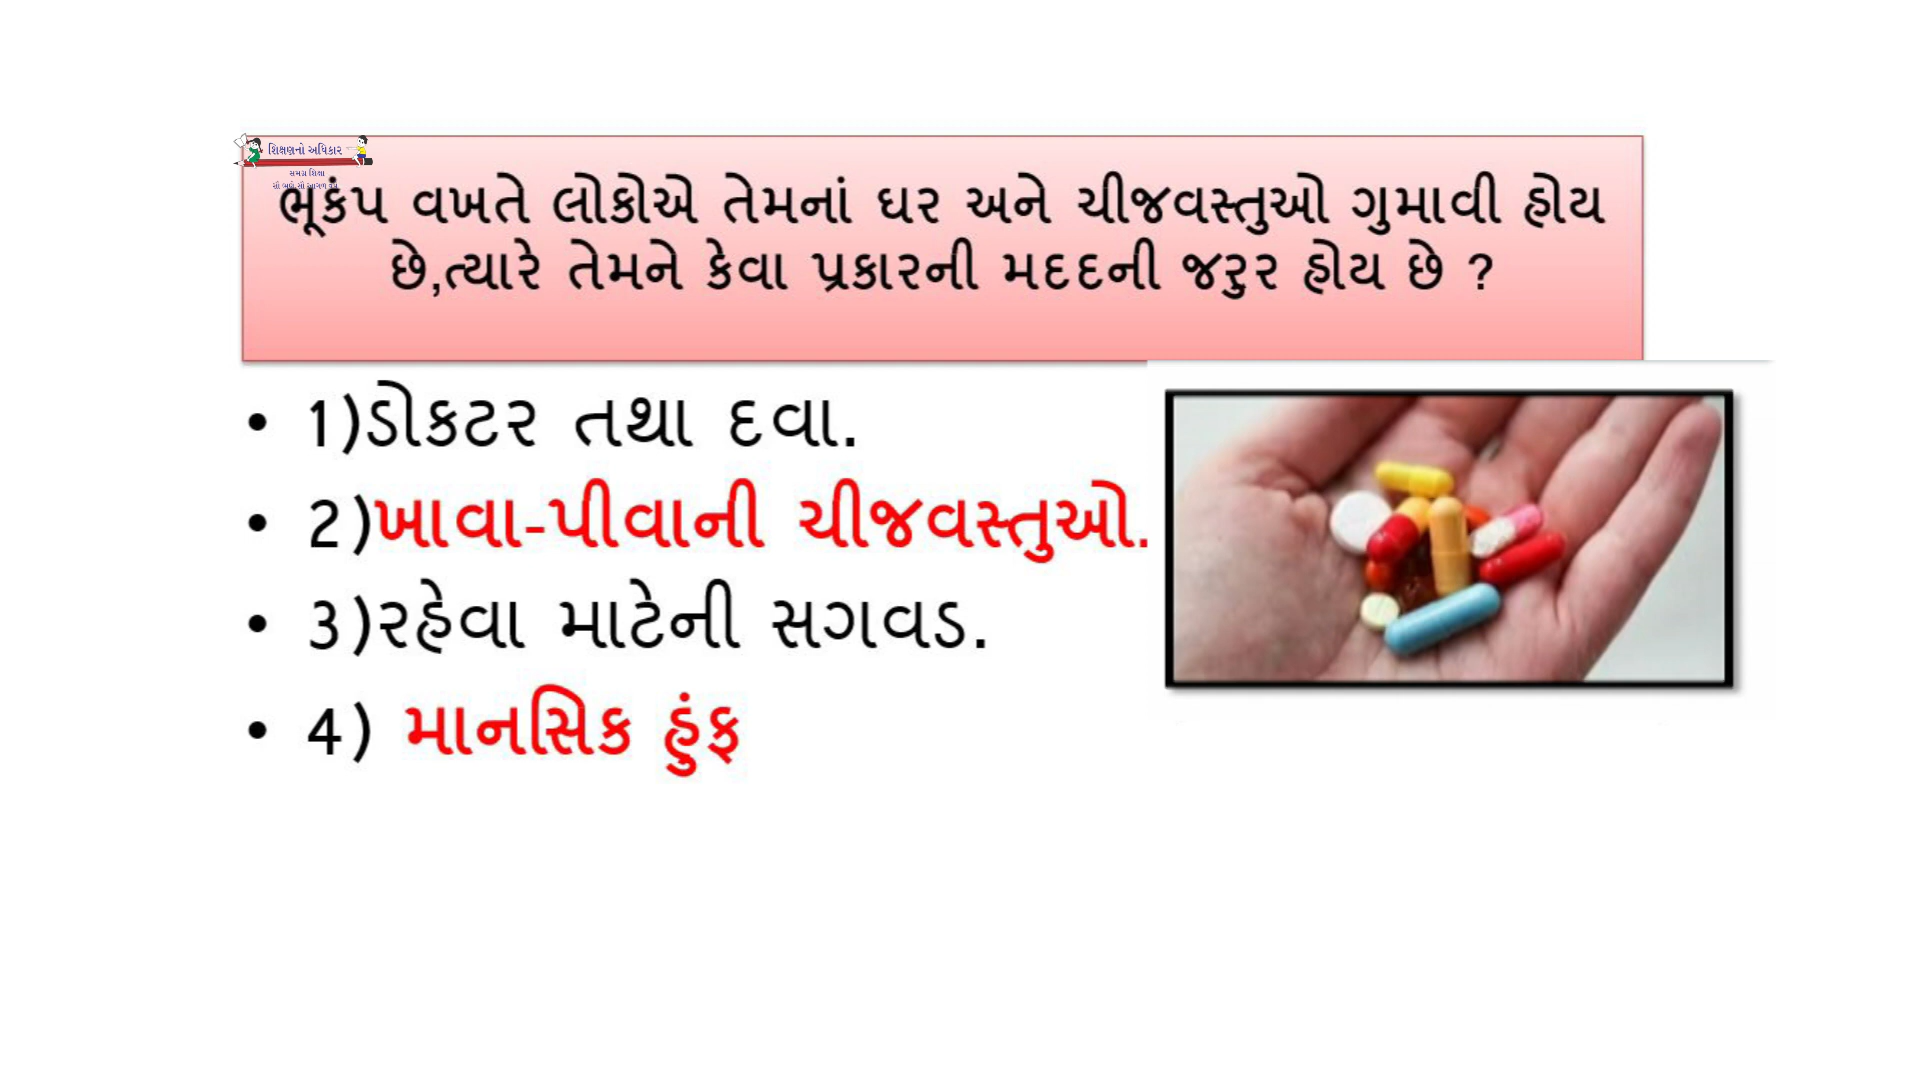 શિક્ષણનો અધિકાર
સમગ્ર શિક્ષા
ભૂકંપ વખતે લોકોએ તેમનાં ઘર અને ચીજવસ્તુઓ ગુમાવી હોય
છે,ત્યારે તેમને કેવા પ્રકારની મદદની જરુર હોય છે ?
• 1)ડોકટર તથા દવા.
• 2)ખાવા-પીવાની ચીજવસ્તુઓ.
• 3)રહેવા માટેની સગવડ.
• 4) માનસિક હુંફ